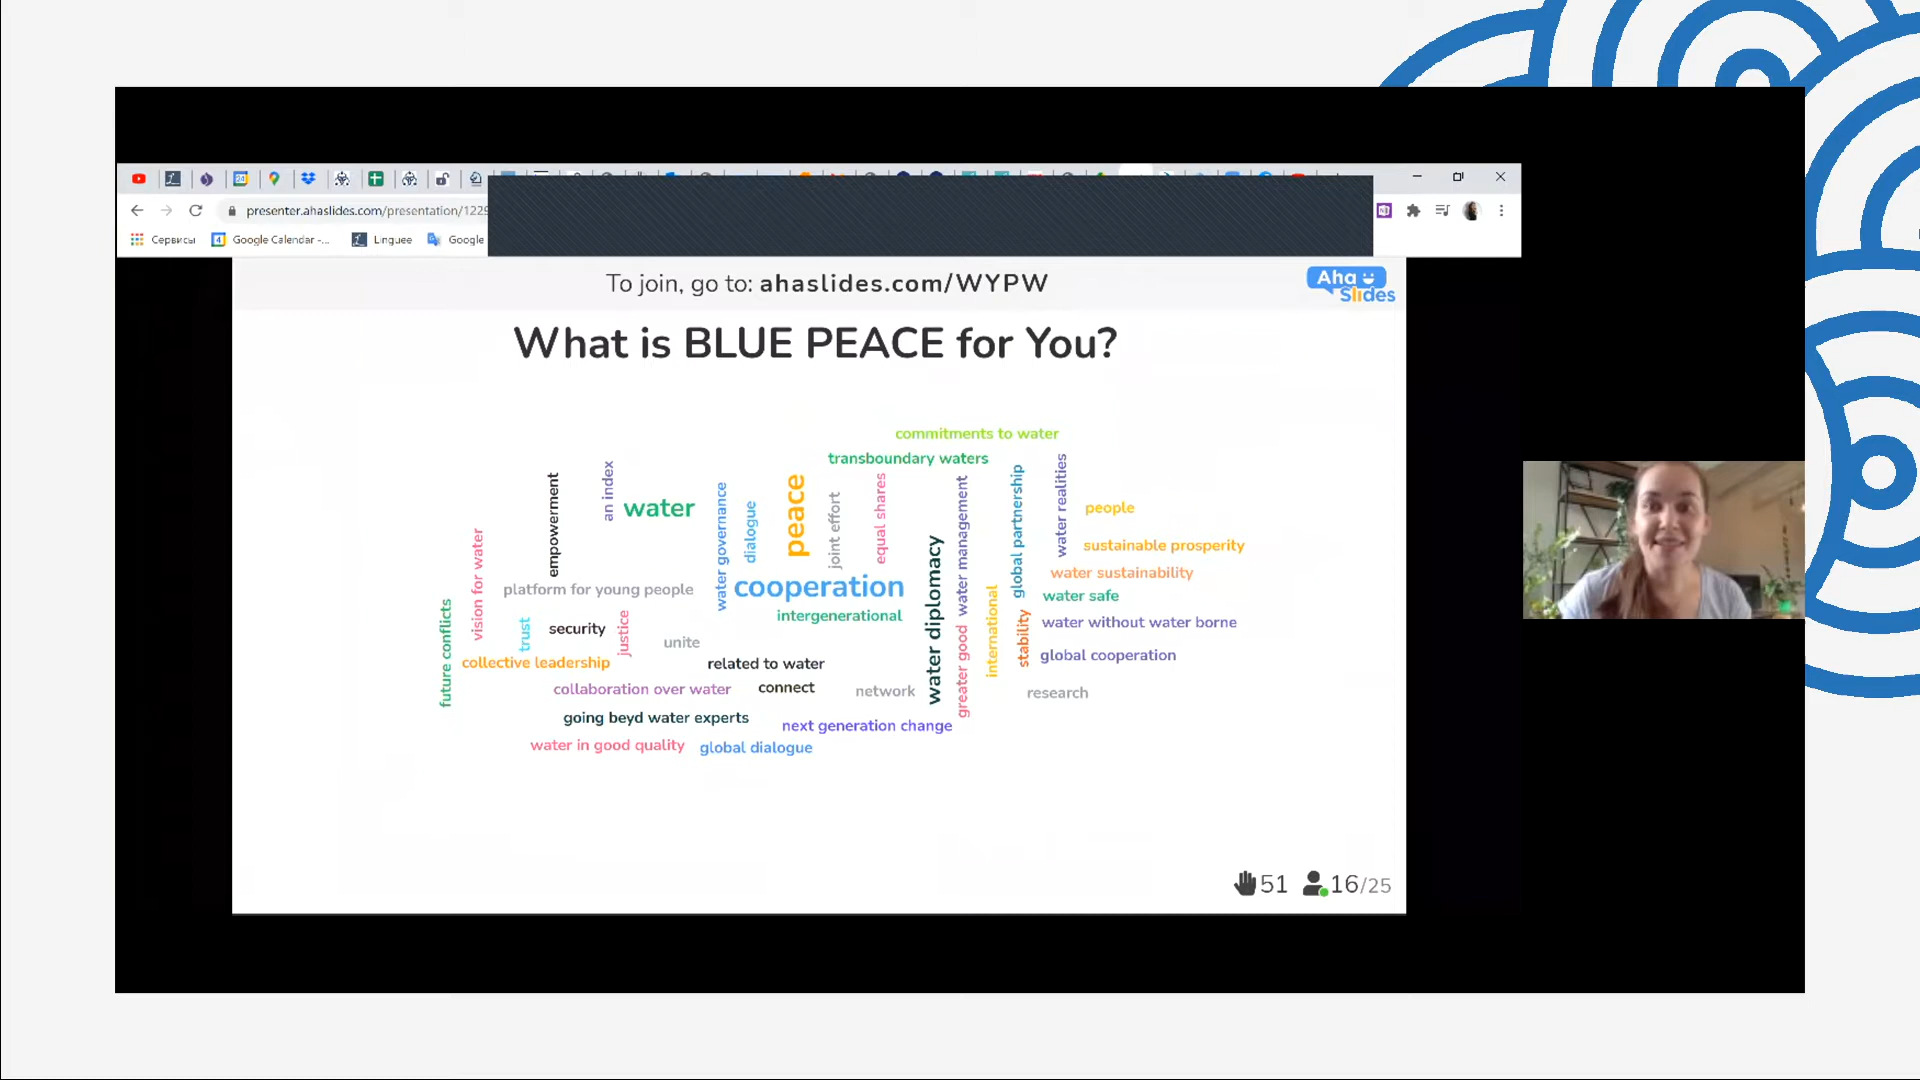 presenter.ahaslides.com/presentation/1229
Сервисы
Google Calendar -...
Linguee
Google
To join, go to: ahaslides.com/WYPW
Aha
Slides
What is BLUE PEACE for You?
commitments to water
transboundary waters
an index
water
water governance
dialogue
peace
joint effort
equal shares
water management
global partnership
water realities
people
empowerment
sustainable prosperity
vision for water
platform for young people
cooperation
water diplomacy
water sustainability
water safe
intergenerational
international
future conflicts
trust
security
justice
unite
greater good
stability
water without water borne
global cooperation
collective leadership
related to water
collaboration over water
connect
network
research
going beyd water experts
next generation change
water in good quality
global dialogue
51
16/25